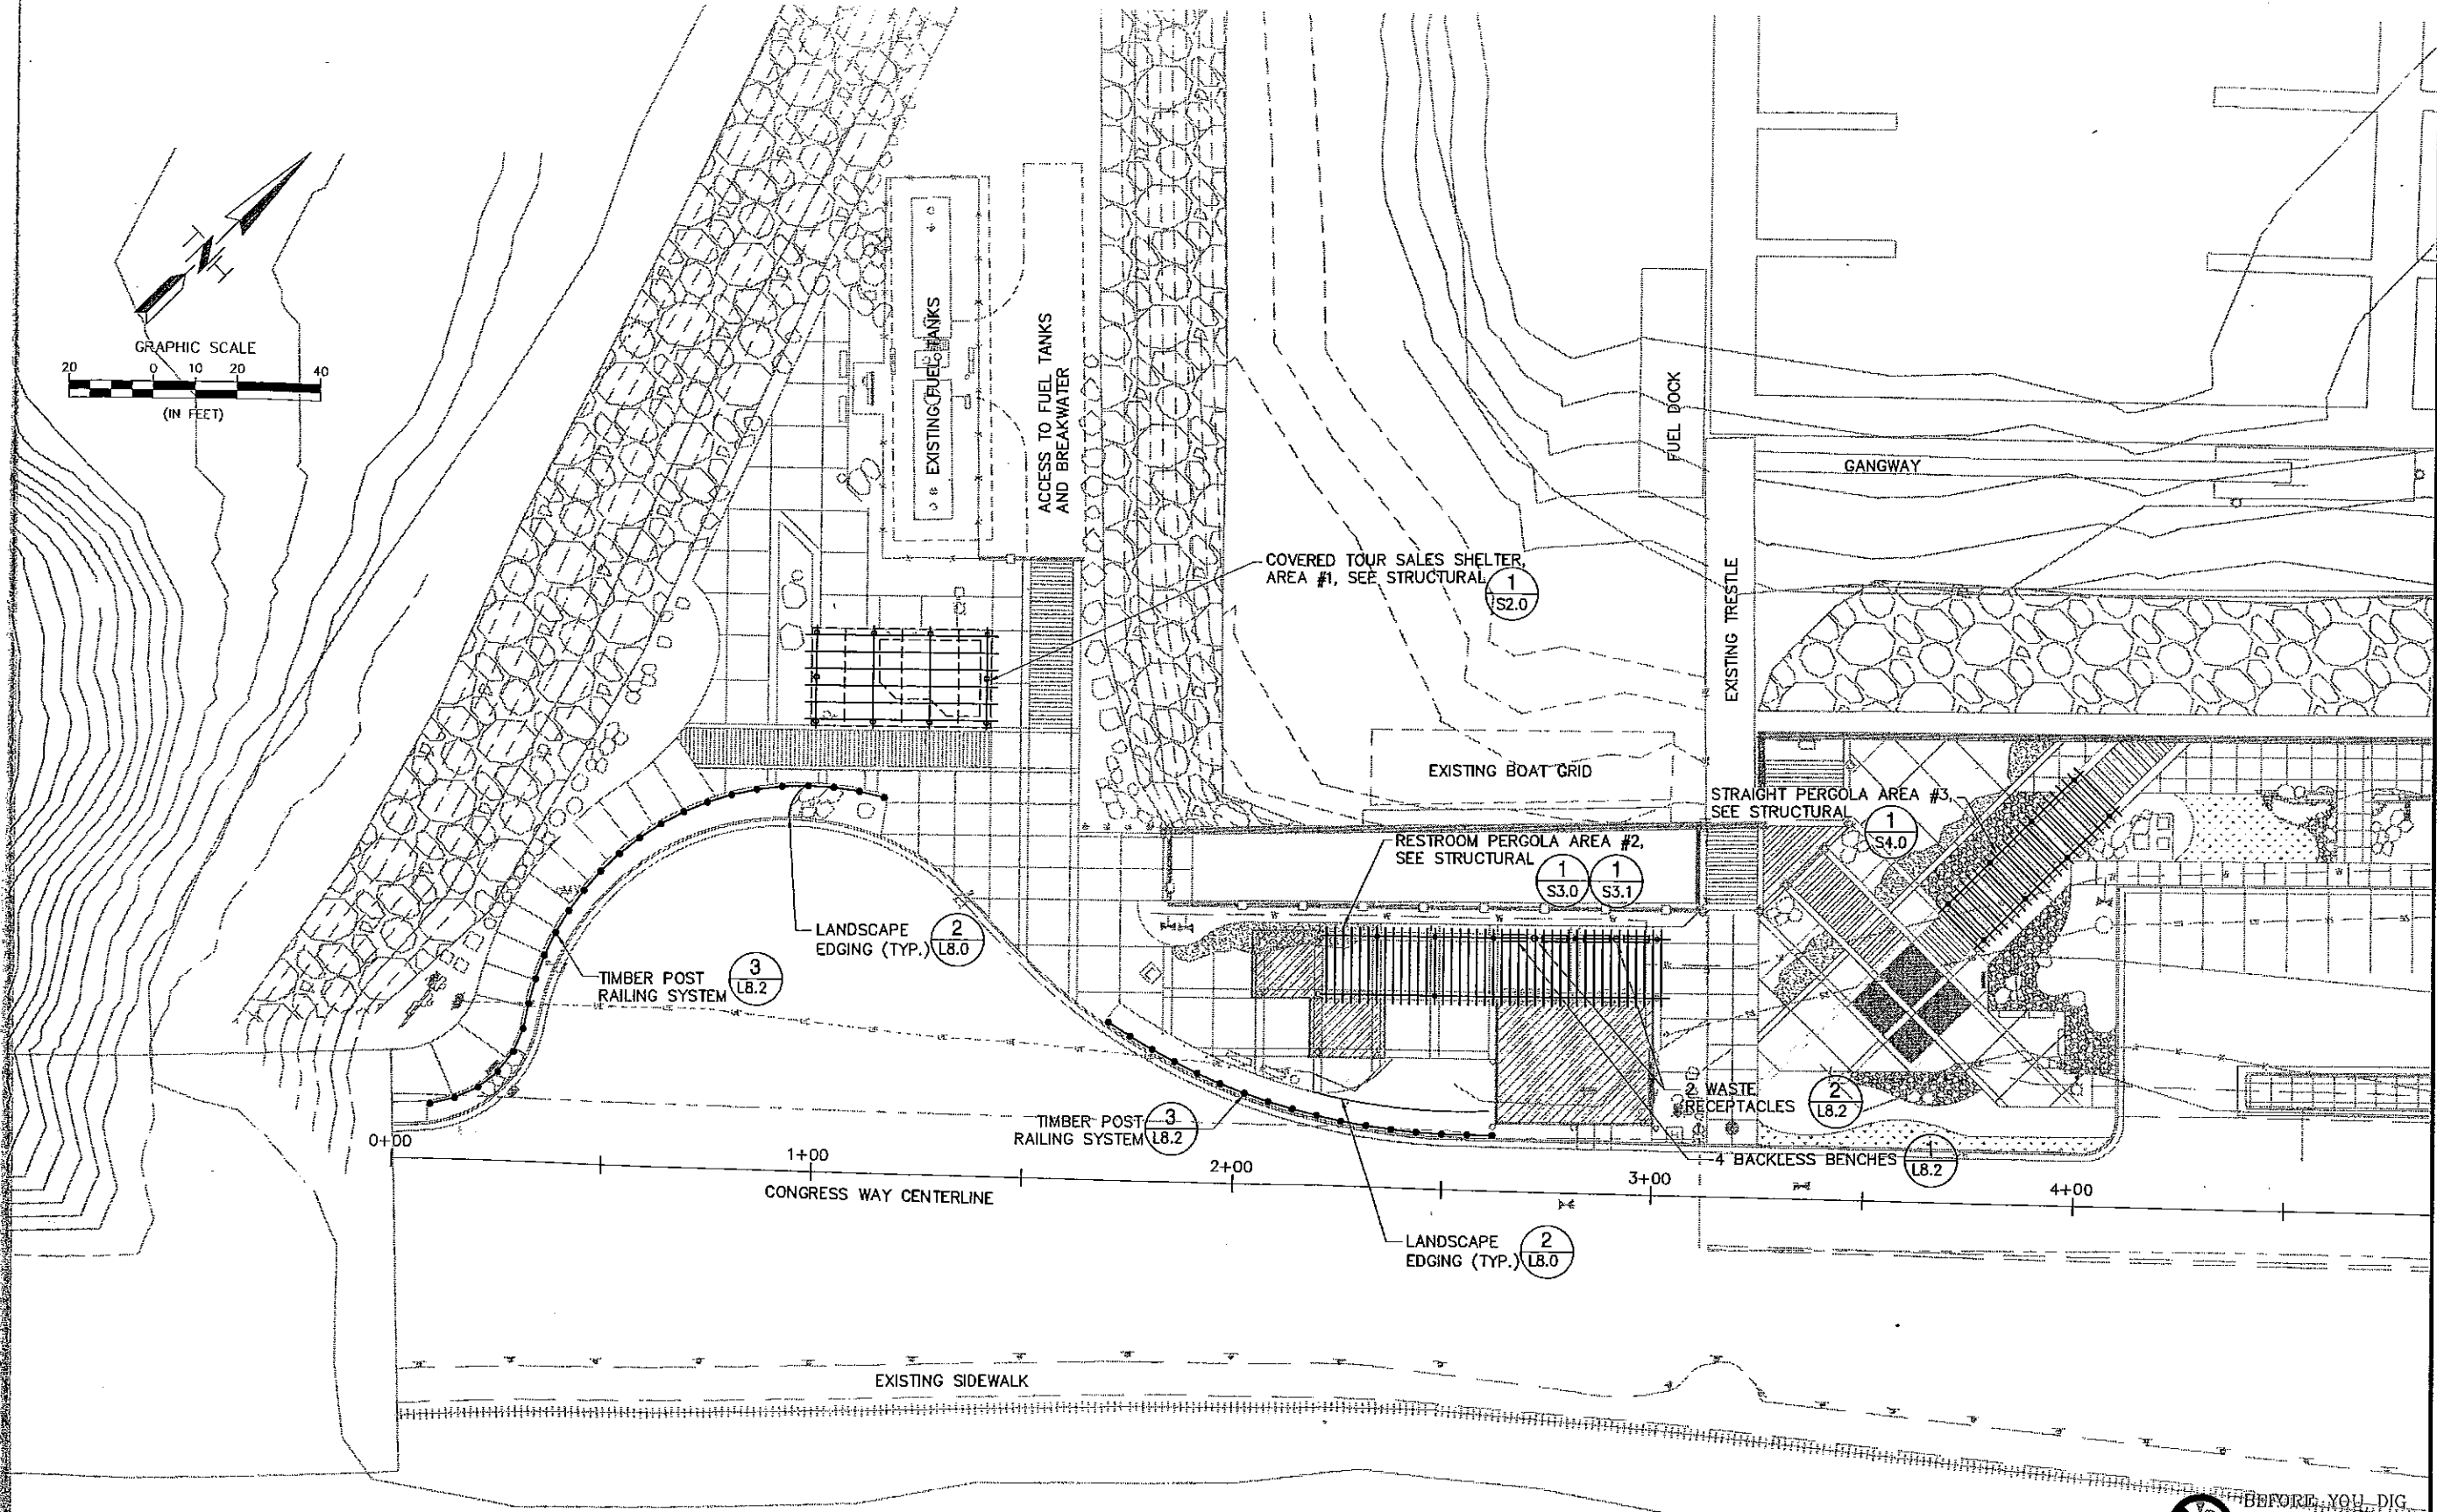 N
GRAPHIC SCALE
20 0 10 20 40
(IN FEET)
EXISTING FUEL TANKS
ACCESS TO FUEL TANKS
AND BREAKWATER
FUEL DOCK
GANGWAY
EXISTING TRESTLE
COVERED TOUR SALES SHELTER,
AREA #1, SEE STRUCTURAL
1
S2.0
EXISTING BOAT GRID
STRAIGHT PERGOLA AREA #3,
SEE STRUCTURAL
1
S4.0
RESTROOM PERGOLA AREA #2,
SEE STRUCTURAL
1
S3.0
1
S3.1
LANDSCAPE
EDGING (TYP.)
2
L8.0
TIMBER POST
RAILING SYSTEM
3
L8.2
TIMBER POST
RAILING SYSTEM
3
L8.2
2 WASTE
RECEPTACLES
2
L8.2
4 BACKLESS BENCHES
1
L8.2
0+00
1+00
2+00
3+00
4+00
CONGRESS WAY CENTERLINE
LANDSCAPE
EDGING (TYP.)
2
L8.0
EXISTING SIDEWALK
BEFORE YOU DIG